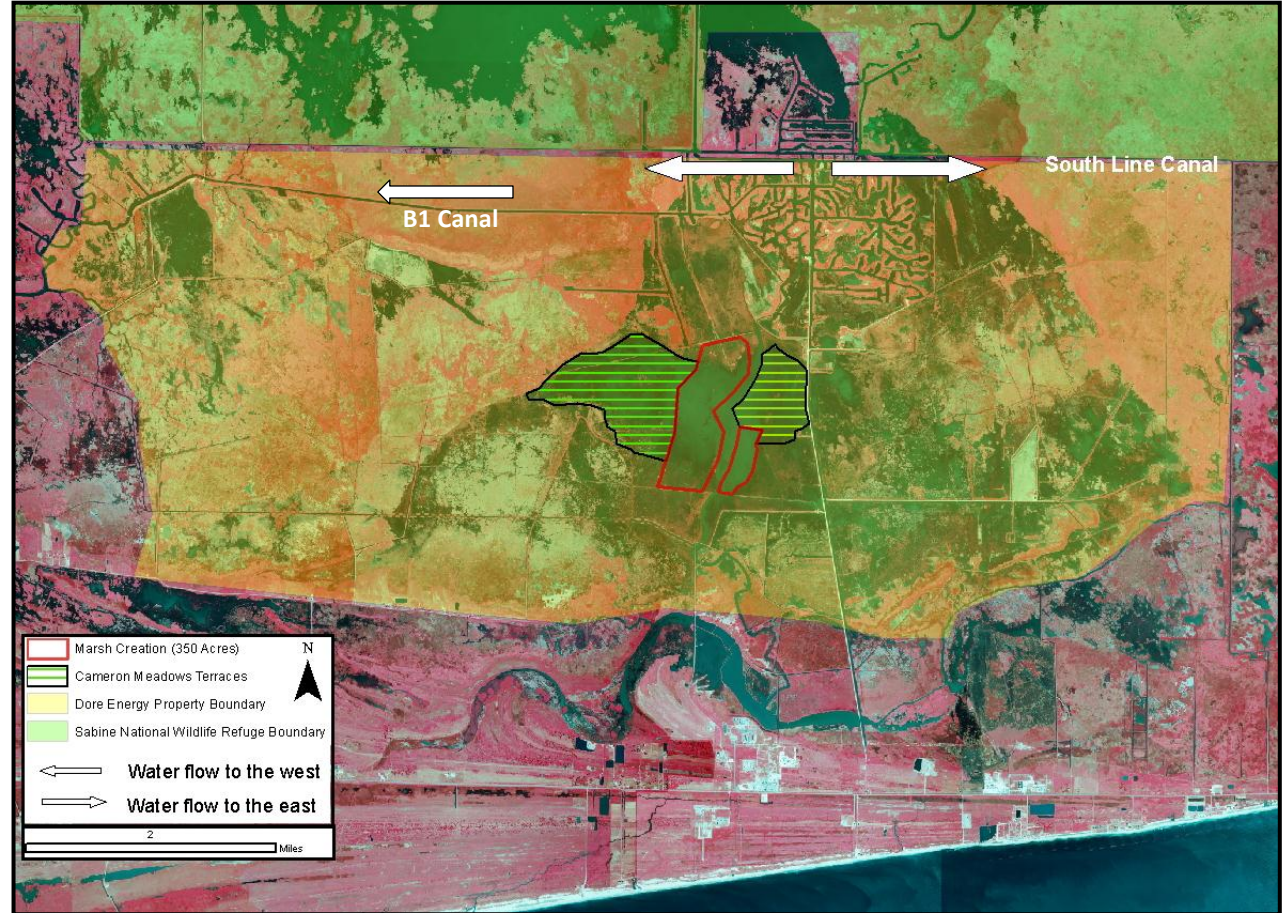 South Line Canal
B1 Canal
Marsh Creation (350 Acres)
N
Cameron Meadows Terraces
Dore Energy Property Boundary
Sabine National Wildlife Refuge Boundary
Water flow to the west
Water flow to the east
2
Miles